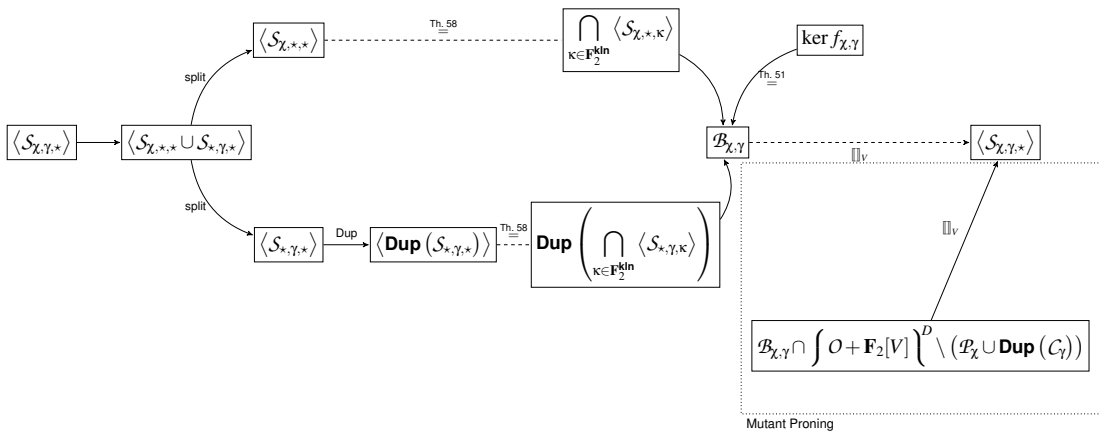 ⟨S_{χ,γ,⋆}⟩
⟨S_{χ,⋆,⋆} ∪ S_{⋆,γ,⋆}⟩
split
split
⟨S_{χ,⋆,⋆}⟩
Th. 58
=
⋂_{κ∈F_2^{kln}} ⟨S_{χ,⋆,κ}⟩
ker f_{χ,γ}
Th. 51
=
⟨S_{⋆,γ,⋆}⟩
Dup
⟨Dup (S_{⋆,γ,⋆})⟩
Th. 58
=
Dup ( ⋂_{κ∈F_2^{kln}} ⟨S_{⋆,γ,κ}⟩ )
B_{χ,γ}
[]_V
⟨S_{χ,γ,⋆}⟩
[]_V
B_{χ,γ} ∩ ∫ O + F_2[V] ∫^D \ (P_χ ∪ Dup (C_γ))
Mutant Proning